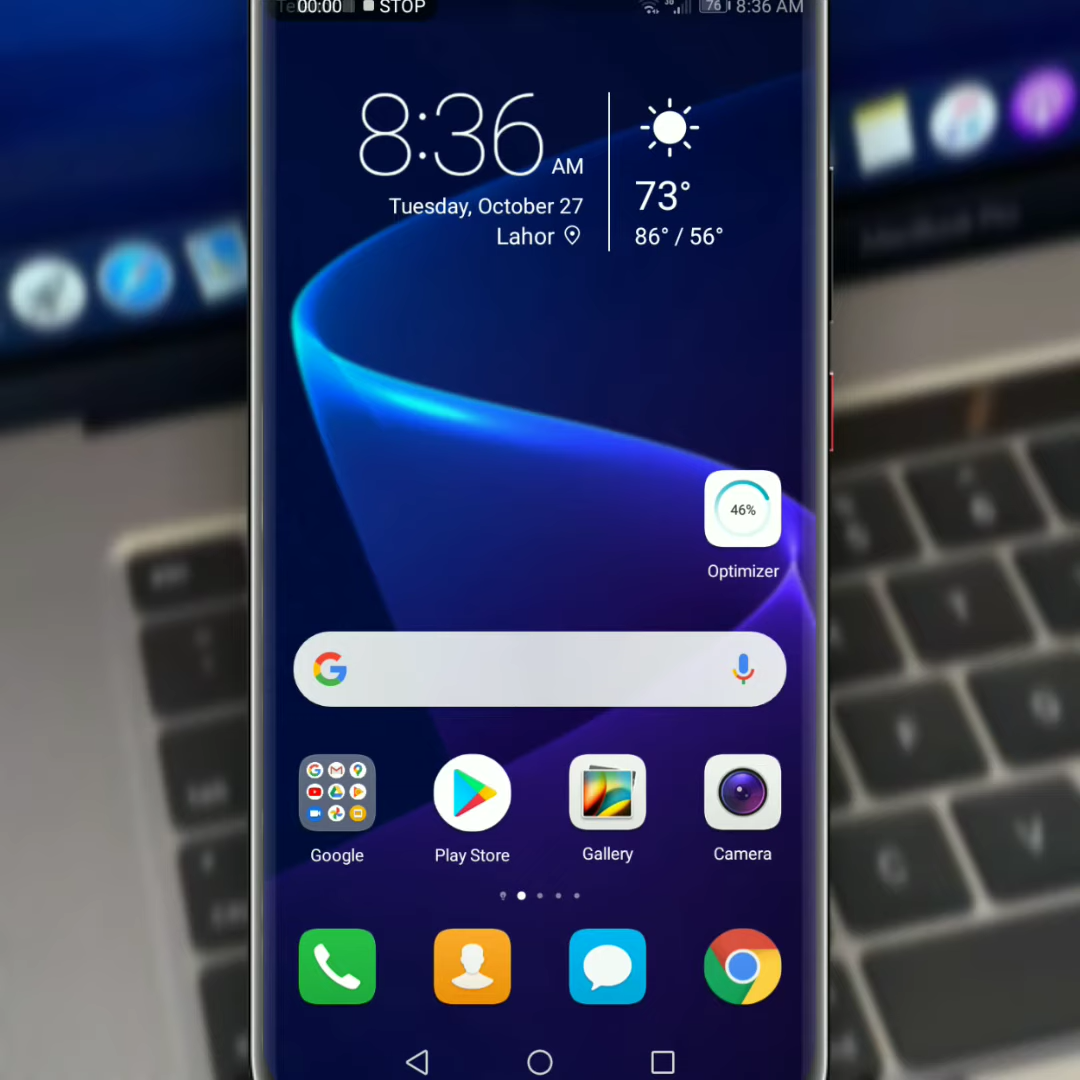 00:00 STOP 76 8:36 AM
8:36 AM
Tuesday, October 27
Lahor
73°
86° / 56°
46%
Optimizer
Google
Play Store
Gallery
Camera